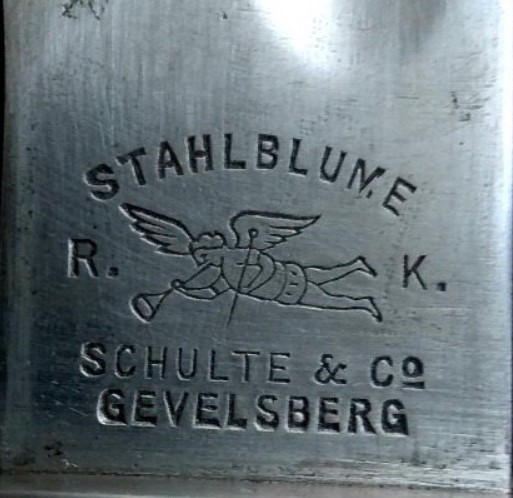 STAHLBLUME
R. K.
SCHULTE & Cº
GEVELSBERG